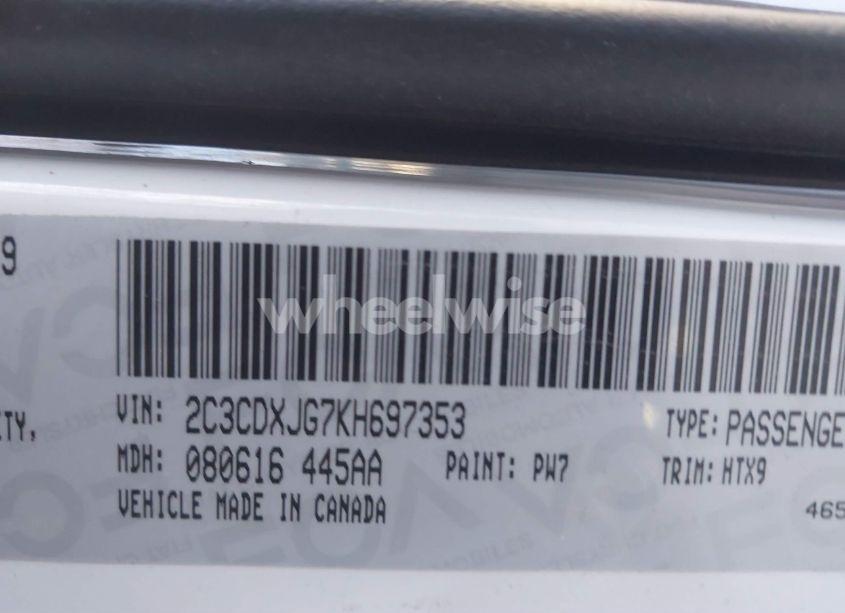 9
wheelwise
ITY,
VIN: 2C3CDXJG7KH697353
TYPE: PASSENGE
MDH: 080616 445AA
PAINT: PW7
TRIM: HTX9
VEHICLE MADE IN CANADA
465